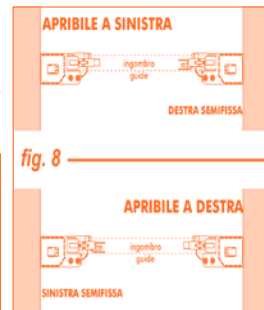 APRIBILE A SINISTRA
ingombro
guide
DESTRA SEMIFISSA
fig. 8
APRIBILE A DESTRA
ingombro
guide
SINISTRA SEMIFISSA